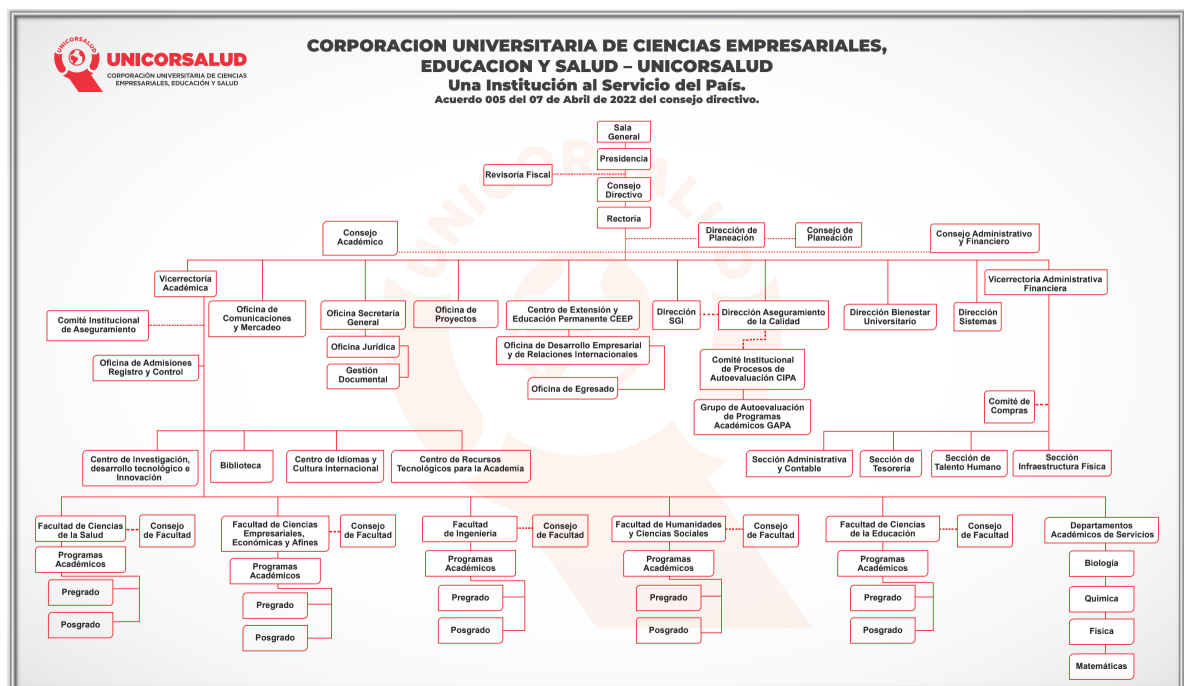 UNICORSALUD
UNICORSALUD
CORPORACIÓN UNIVERSITARIA DE CIENCIAS
EMPRESARIALES, EDUCACIÓN Y SALUD
CORPORACION UNIVERSITARIA DE CIENCIAS EMPRESARIALES,
EDUCACION Y SALUD – UNICORSALUD
Una Institución al Servicio del País.
Acuerdo 005 del 07 de Abril de 2022 del consejo directivo.
UNICORSALUD
Sala
General
Presidencia
Revisoría Fiscal
Consejo
Directivo
Rectoría
Consejo
Académico
Dirección de
Planeación
Consejo de
Planeación
Consejo Administrativo
y Financiero
Vicerrectoría
Académica
Vicerrectoría Administrativa
Financiera
Comité Institucional
de Aseguramiento
Oficina de
Comunicaciones
y Mercadeo
Oficina Secretaria
General
Oficina de
Proyectos
Centro de Extensión y
Educación Permanente CEEP
Dirección
SGI
Dirección Aseguramiento
de la Calidad
Dirección Bienestar
Universitario
Dirección
Sistemas
Oficina Jurídica
Oficina de Desarrollo Empresarial
y de Relaciones Internacionales
Oficina de Admisiones
Registro y Control
Gestión
Documental
Comité Institucional
de Procesos de
Autoevaluación CIPA
Oficina de Egresado
Grupo de Autoevaluación
de Programas
Académicos GAPA
Comité de
Compras
Centro de Investigación,
desarrollo tecnológico e
Innovación
Biblioteca
Centro de Idiomas y
Cultura Internacional
Centro de Recursos
Tecnológicos para la Academia
Sección Administrativa
y Contable
Sección de
Tesorería
Sección de
Talento Humano
Sección
Infraestructura Física
Facultad de Ciencias
de la Salud
Consejo
de Facultad
Facultad de Ciencias
Empresariales,
Económicas y Afines
Consejo
de Facultad
Facultad
de Ingeniería
Consejo
de Facultad
Facultad de Humanidades
y Ciencias Sociales
Consejo
de Facultad
Facultad de Ciencias
de la Educación
Consejo
de Facultad
Departamentos
Académicos de Servicios
Programas
Académicos
Programas
Académicos
Programas
Académicos
Programas
Académicos
Programas
Académicos
Biología
Pregrado
Pregrado
Pregrado
Pregrado
Pregrado
Química
Posgrado
Posgrado
Posgrado
Posgrado
Posgrado
Física
Matemáticas